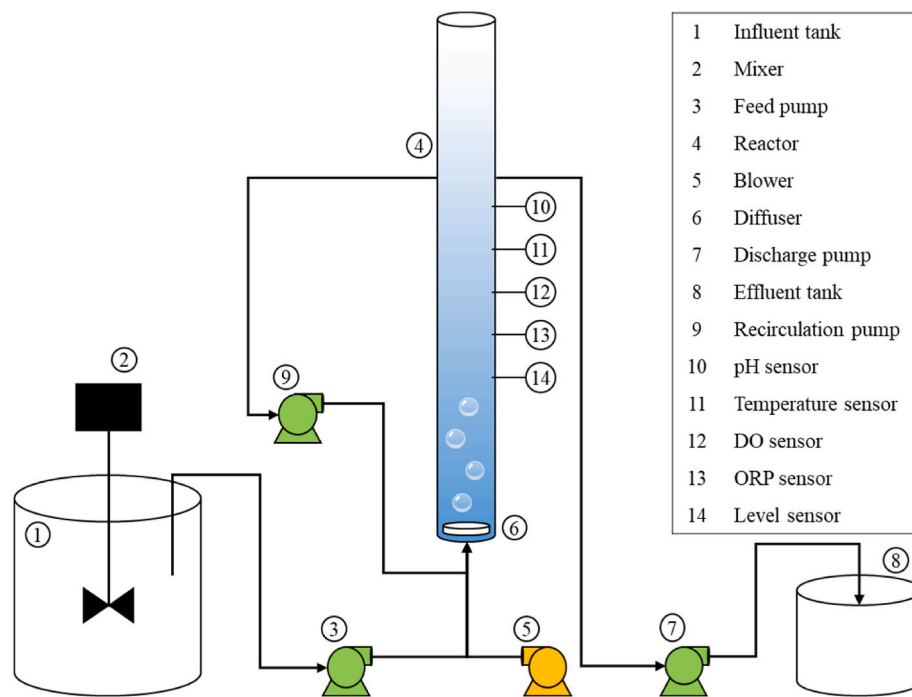 1 Influent tank
2 Mixer
3 Feed pump
4 Reactor
5 Blower
6 Diffuser
7 Discharge pump
8 Effluent tank
9 Recirculation pump
10 pH sensor
11 Temperature sensor
12 DO sensor
13 ORP sensor
14 Level sensor
4
10
11
12
13
14
2
9
1
6
8
3
5
7